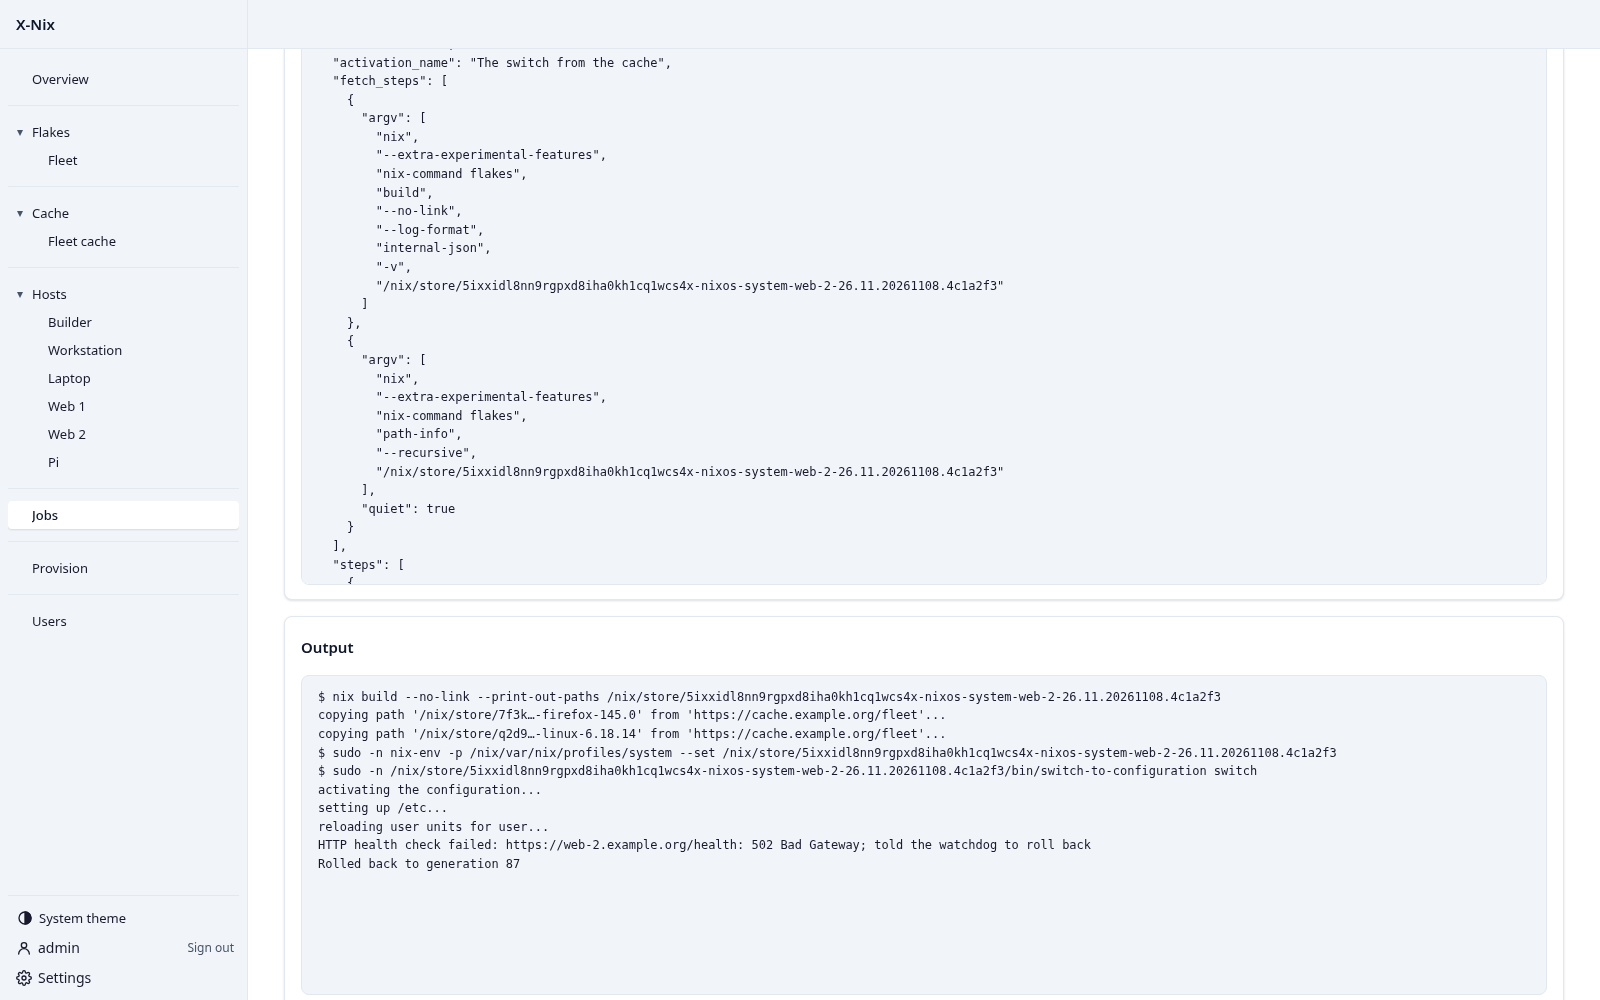 X-Nix
Overview
Flakes
Fleet
Cache
Fleet cache
Hosts
Builder
Workstation
Laptop
Web 1
Web 2
Pi
Jobs
Provision
Users
System theme
admin
Sign out
Settings
"activation_name": "The switch from the cache",
"fetch_steps": [
{
"argv": [
"nix",
"--extra-experimental-features",
"nix-command flakes",
"build",
"--no-link",
"--log-format",
"internal-json",
"-v",
"/nix/store/5ixxidl8nn9rgpxd8iha0kh1cq1wcs4x-nixos-system-web-2-26.11.20261108.4c1a2f3"
]
},
{
"argv": [
"nix",
"--extra-experimental-features",
"nix-command flakes",
"path-info",
"--recursive",
"/nix/store/5ixxidl8nn9rgpxd8iha0kh1cq1wcs4x-nixos-system-web-2-26.11.20261108.4c1a2f3"
],
"quiet": true
}
],
"steps": [
{
Output
$ nix build --no-link --print-out-paths /nix/store/5ixxidl8nn9rgpxd8iha0kh1cq1wcs4x-nixos-system-web-2-26.11.20261108.4c1a2f3
copying path '/nix/store/7f3k…-firefox-145.0' from 'https://cache.example.org/fleet'...
copying path '/nix/store/q2d9…-linux-6.18.14' from 'https://cache.example.org/fleet'...
$ sudo -n nix-env -p /nix/var/nix/profiles/system --set /nix/store/5ixxidl8nn9rgpxd8iha0kh1cq1wcs4x-nixos-system-web-2-26.11.20261108.4c1a2f3
$ sudo -n /nix/store/5ixxidl8nn9rgpxd8iha0kh1cq1wcs4x-nixos-system-web-2-26.11.20261108.4c1a2f3/bin/switch-to-configuration switch
activating the configuration...
setting up /etc...
reloading user units for user...
HTTP health check failed: https://web-2.example.org/health: 502 Bad Gateway; told the watchdog to roll back
Rolled back to generation 87